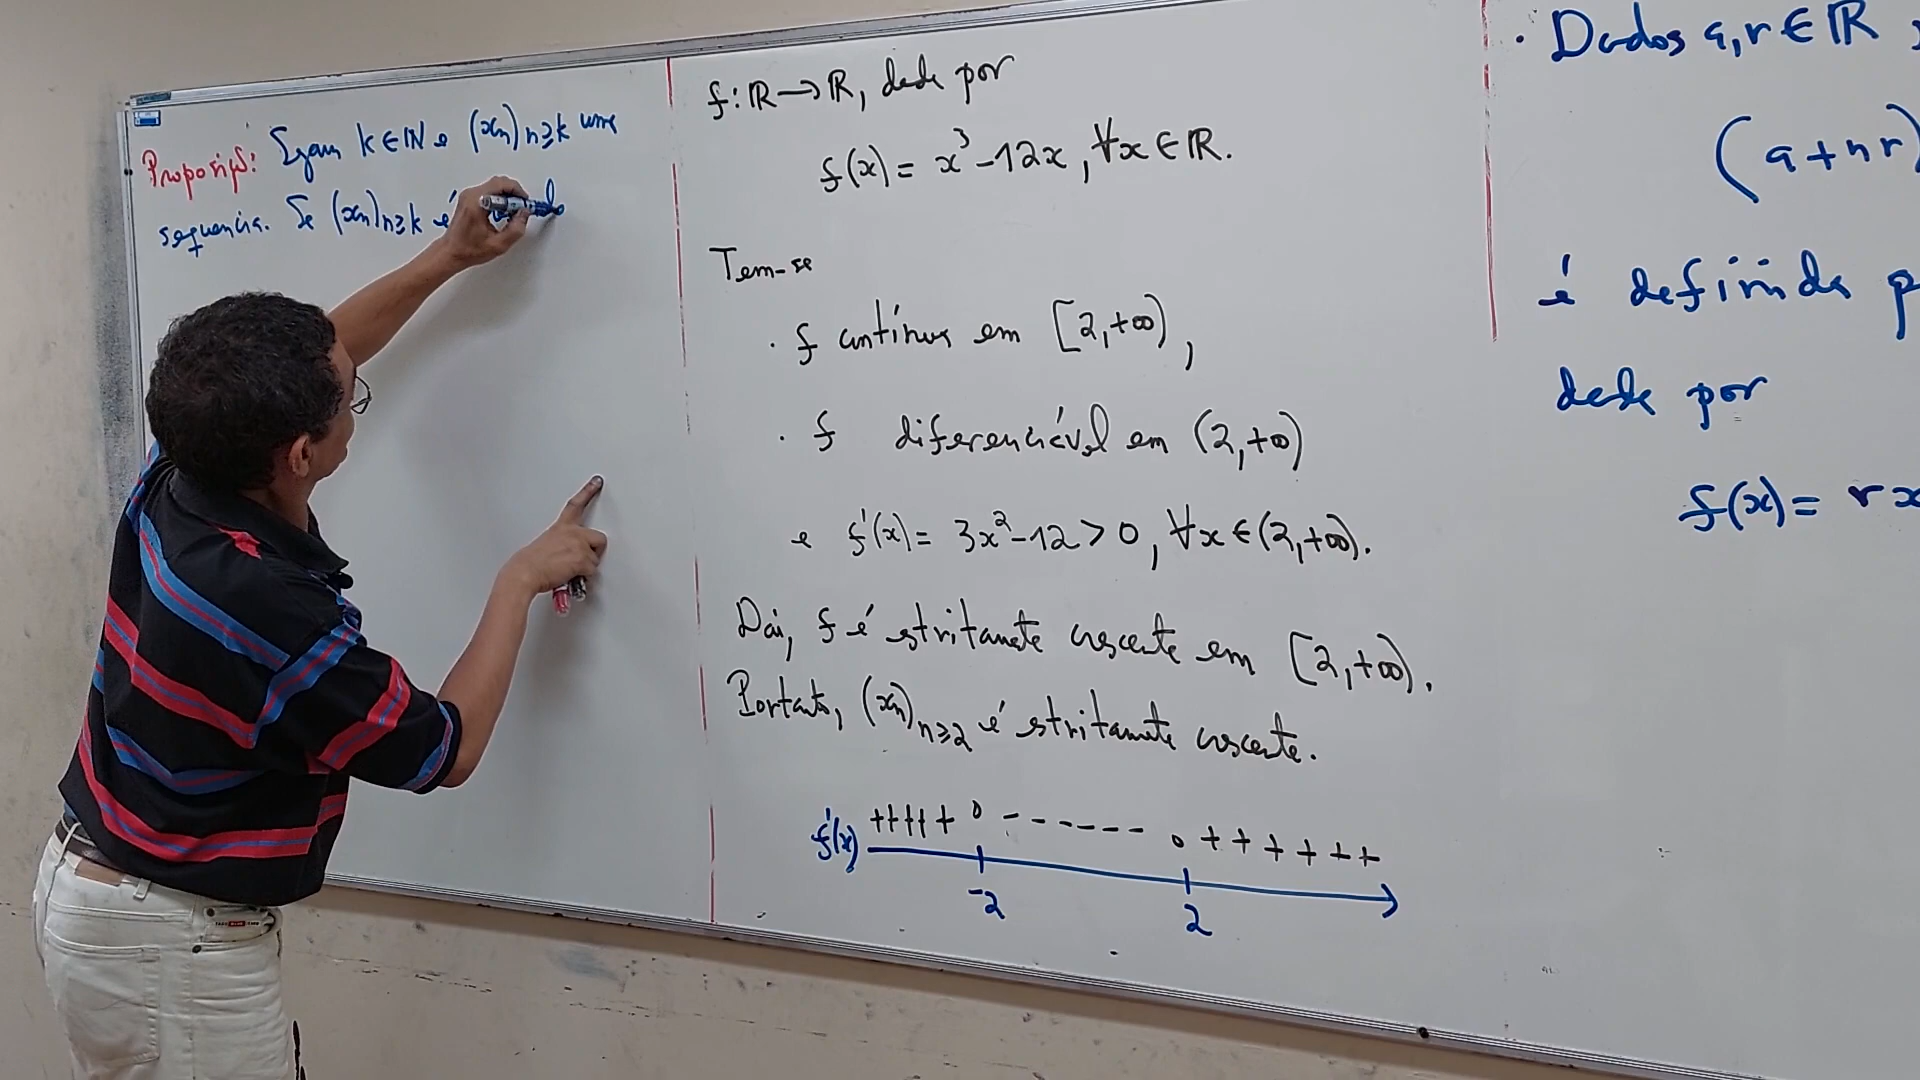 Proposição: Sejam k ∈ ℕ e (xn)n≥k uma
sequência. Se (xn)n≥k é
f: ℝ → ℝ, dada por
f(x) = x³ - 12x, ∀x ∈ ℝ.
Tem-se
· f contínua em [2,+∞),
· f diferenciável em (2,+∞)
e f'(x) = 3x² - 12 > 0, ∀x ∈ (2,+∞).
Daí, f é estritamente crescente em [2,+∞).
Portanto, (xn)n≥2 é estritamente crescente.
f'(x) +++++ 0 - - - - - - - 0 + + + + + +
-2 2
· Dados a, r ∈ ℝ
(a + nr)
é definida p
dada por
f(x) = rx